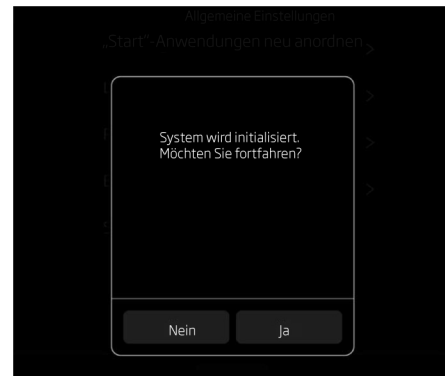 Allgemeine Einstellungen
„Start"-Anwendungen neu anordnen
System wird initialisiert.
Möchten Sie fortfahren?
Nein
Ja